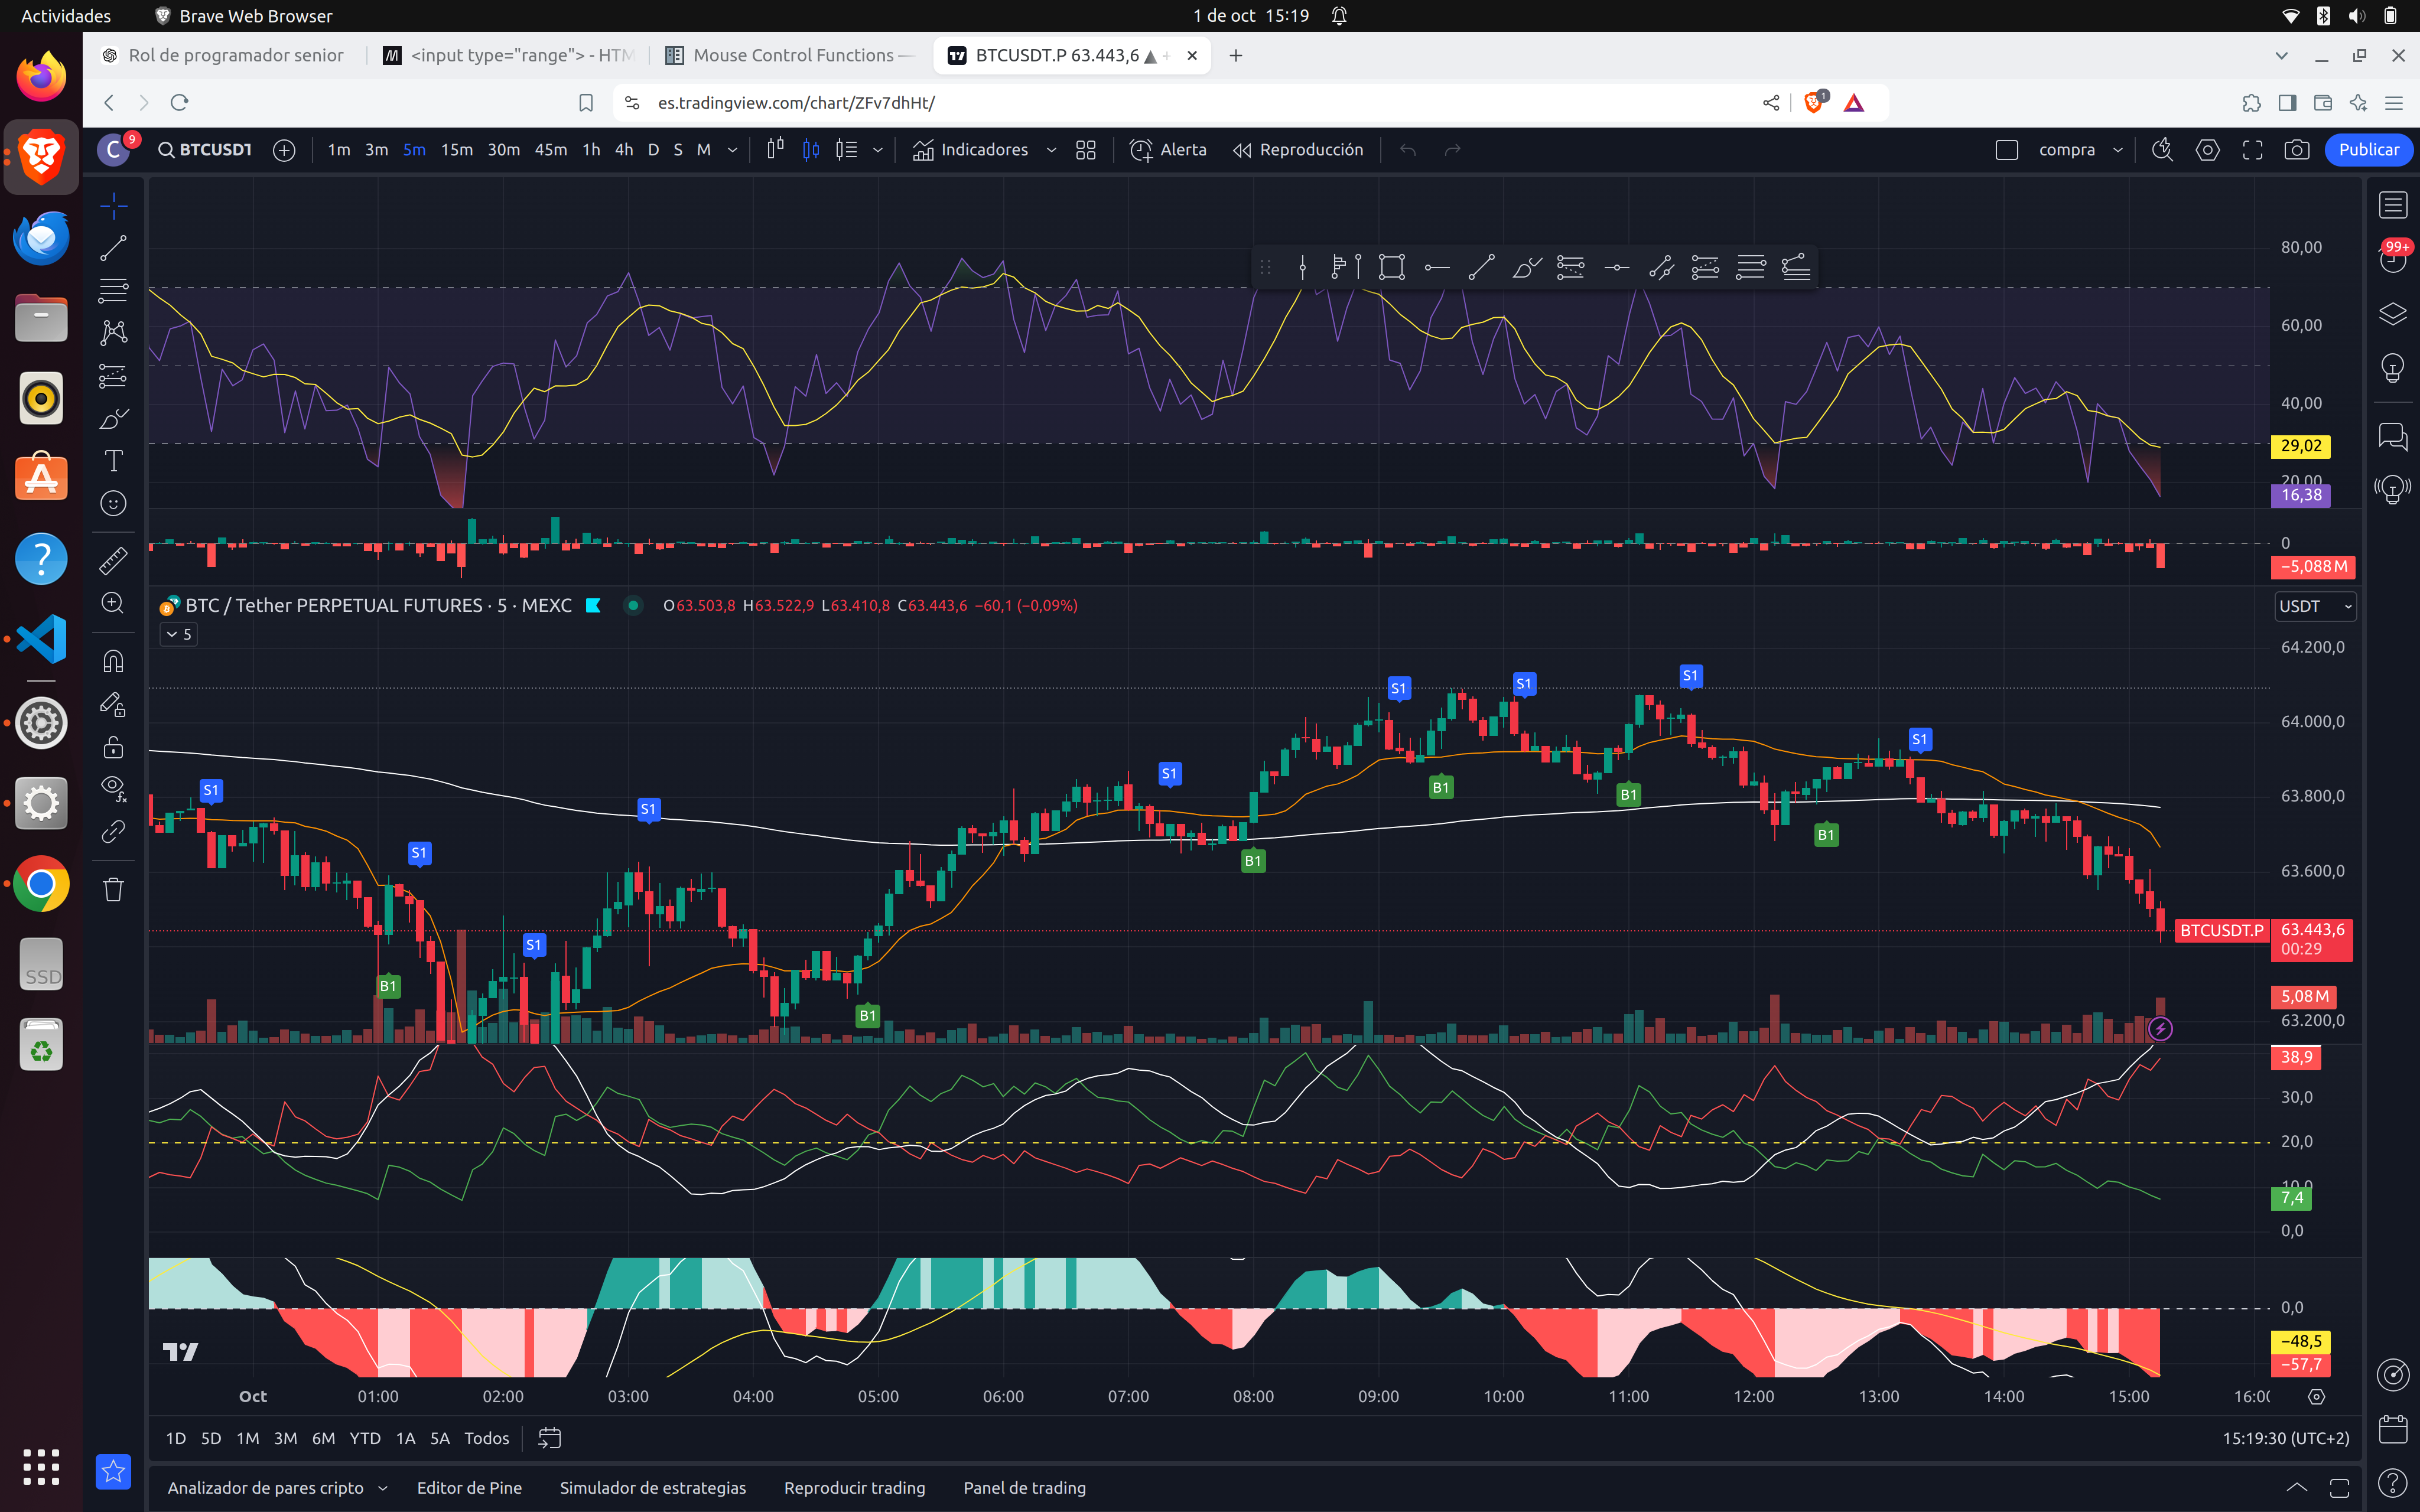 Actividades
Brave Web Browser
1 de oct 15:19
Rol de programador senior
<input type="range"> - HTM
Mouse Control Functions —
BTCUSDT.P 63.443,6 ▲ +
es.tradingview.com/chart/ZFv7dhHt/
1
C
9
BTCUSDT
1m 3m 5m 15m 30m 45m 1h 4h D S M
Indicadores
Alerta
Reproducción
compra
Publicar
99+
80,00
60,00
40,00
29,02
20,00
16,38
0
−5,088 M
BTC / Tether PERPETUAL FUTURES · 5 · MEXC
O63.503,8 H63.522,9 L63.410,8 C63.443,6 −60,1 (−0,09%)
USDT
5
64.200,0
S1
S1
S1
64.000,0
S1
S1
S1
B1
B1
63.800,0
S1
B1
S1
B1
63.600,0
BTCUSDT.P
63.443,6
00:29
S1
B1
5,08 M
B1
63.200,0
38,9
30,0
20,0
10,0
7,4
0,0
0,0
−48,5
−57,7
Oct 01:00 02:00 03:00 04:00 05:00 06:00 07:00 08:00 09:00 10:00 11:00 12:00 13:00 14:00 15:00 16:00
1D 5D 1M 3M 6M YTD 1A 5A Todos
15:19:30 (UTC+2)
Analizador de pares cripto
Editor de Pine
Simulador de estrategias
Reproducir trading
Panel de trading
SSD